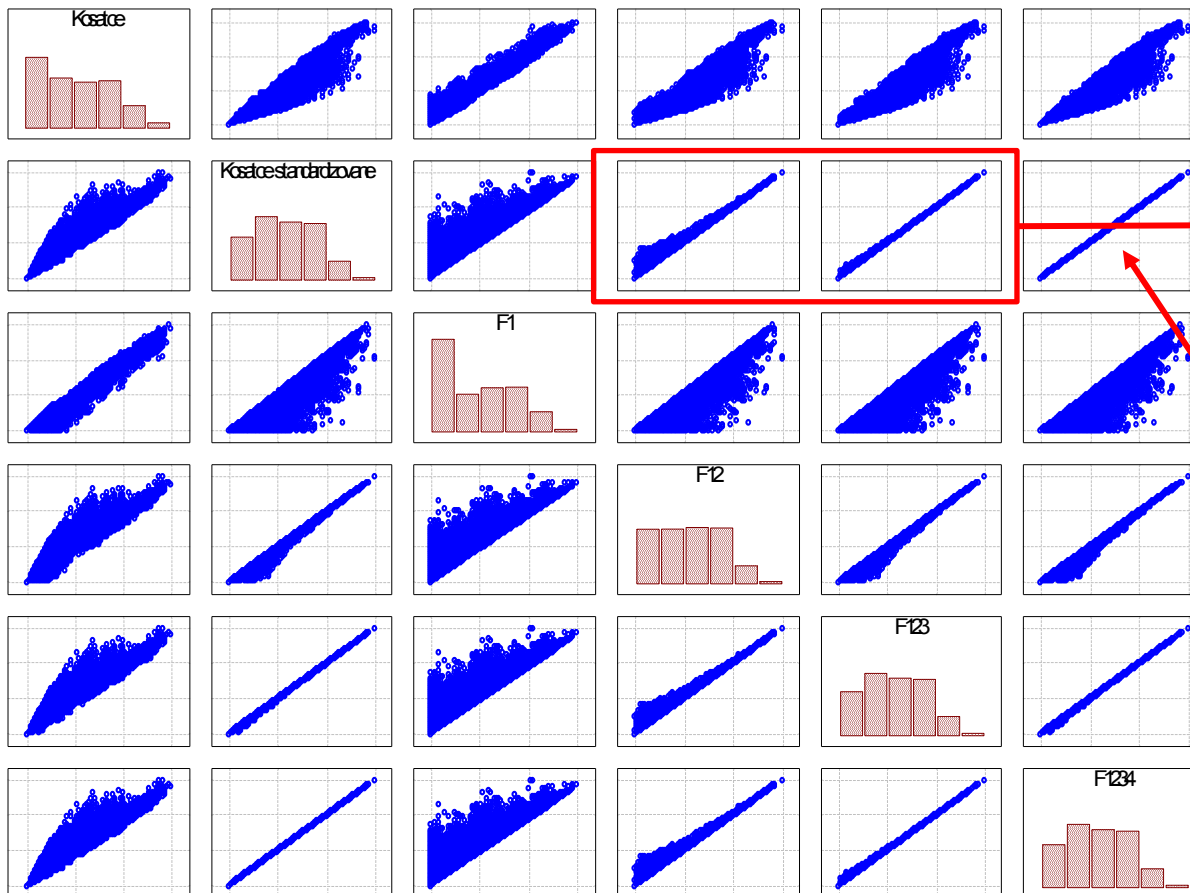 Kosatce
Kosatce standardizovane
F1
F12
F123
F1234